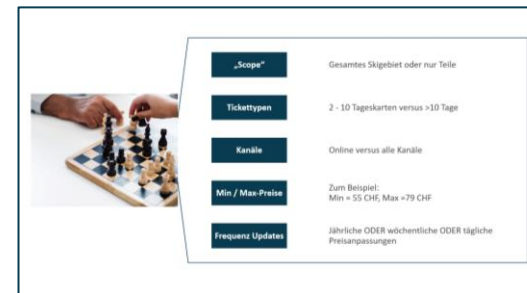 „Scope“
Gesamtes Skigebiet oder nur Teile
Tickettypen
2 - 10 Tageskarten versus >10 Tage
Kanäle
Online versus alle Kanäle
Min / Max-Preise
Zum Beispiel:
Min = 55 CHF, Max =79 CHF
Frequenz Updates
Jährliche ODER wöchentliche ODER tägliche
Preisanpassungen